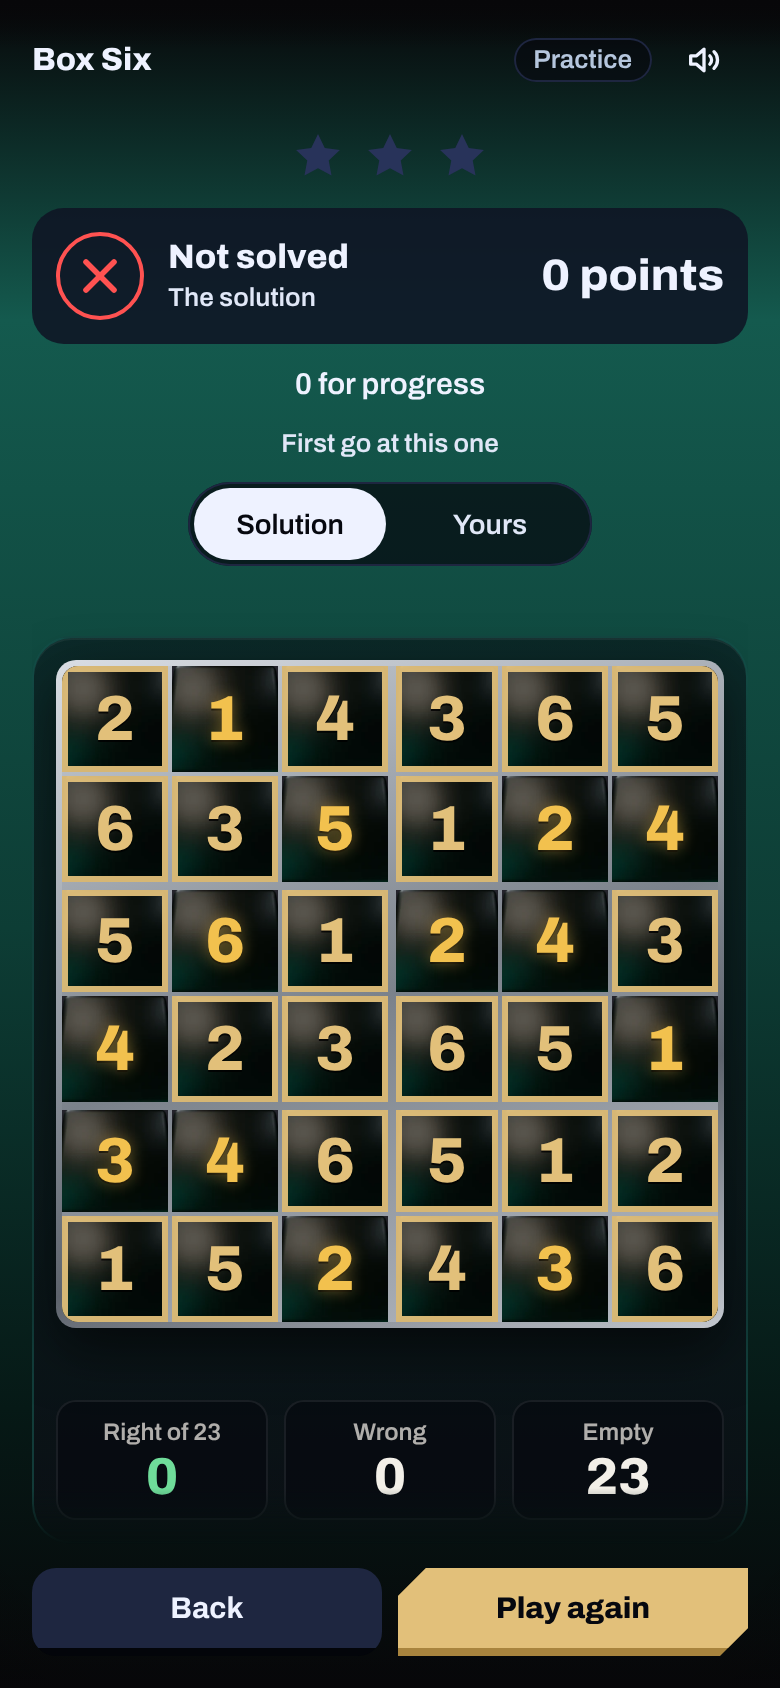 Box Six
Practice
Not solved
The solution
0 points
0 for progress
First go at this one
Solution
Yours
2 1 4 3 6 5
6 3 5 1 2 4
5 6 1 2 4 3
4 2 3 6 5 1
3 4 6 5 1 2
1 5 2 4 3 6
Right of 23
0
Wrong
0
Empty
23
Back
Play again